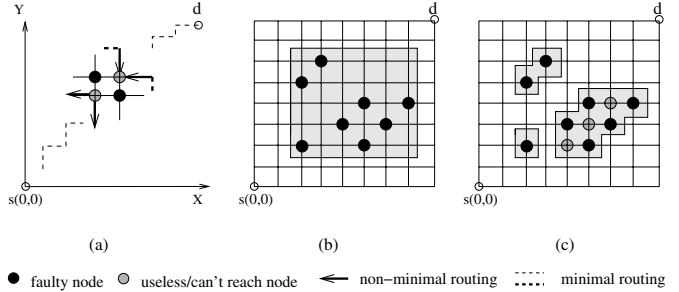 Y
d
d
d
s(0,0)
X
s(0,0)
s(0,0)
(a)
(b)
(c)
faulty node
useless/can't reach node
non−minimal routing
minimal routing